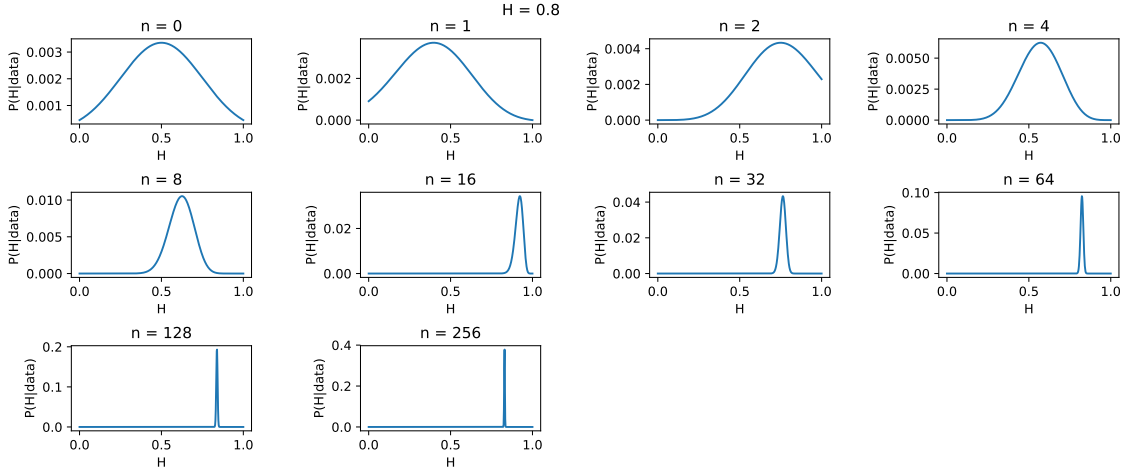 H = 0.8
n = 0
P(H|data)
0.003
0.002
0.001
0.0
0.5
1.0
H
n = 1
P(H|data)
0.002
0.000
0.0
0.5
1.0
H
n = 2
P(H|data)
0.004
0.002
0.000
0.0
0.5
1.0
H
n = 4
P(H|data)
0.0050
0.0025
0.0000
0.0
0.5
1.0
H
n = 8
P(H|data)
0.010
0.005
0.000
0.0
0.5
1.0
H
n = 16
P(H|data)
0.02
0.00
0.0
0.5
1.0
H
n = 32
P(H|data)
0.04
0.02
0.00
0.0
0.5
1.0
H
n = 64
P(H|data)
0.10
0.05
0.00
0.0
0.5
1.0
H
n = 128
P(H|data)
0.2
0.1
0.0
0.0
0.5
1.0
H
n = 256
P(H|data)
0.4
0.2
0.0
0.0
0.5
1.0
H